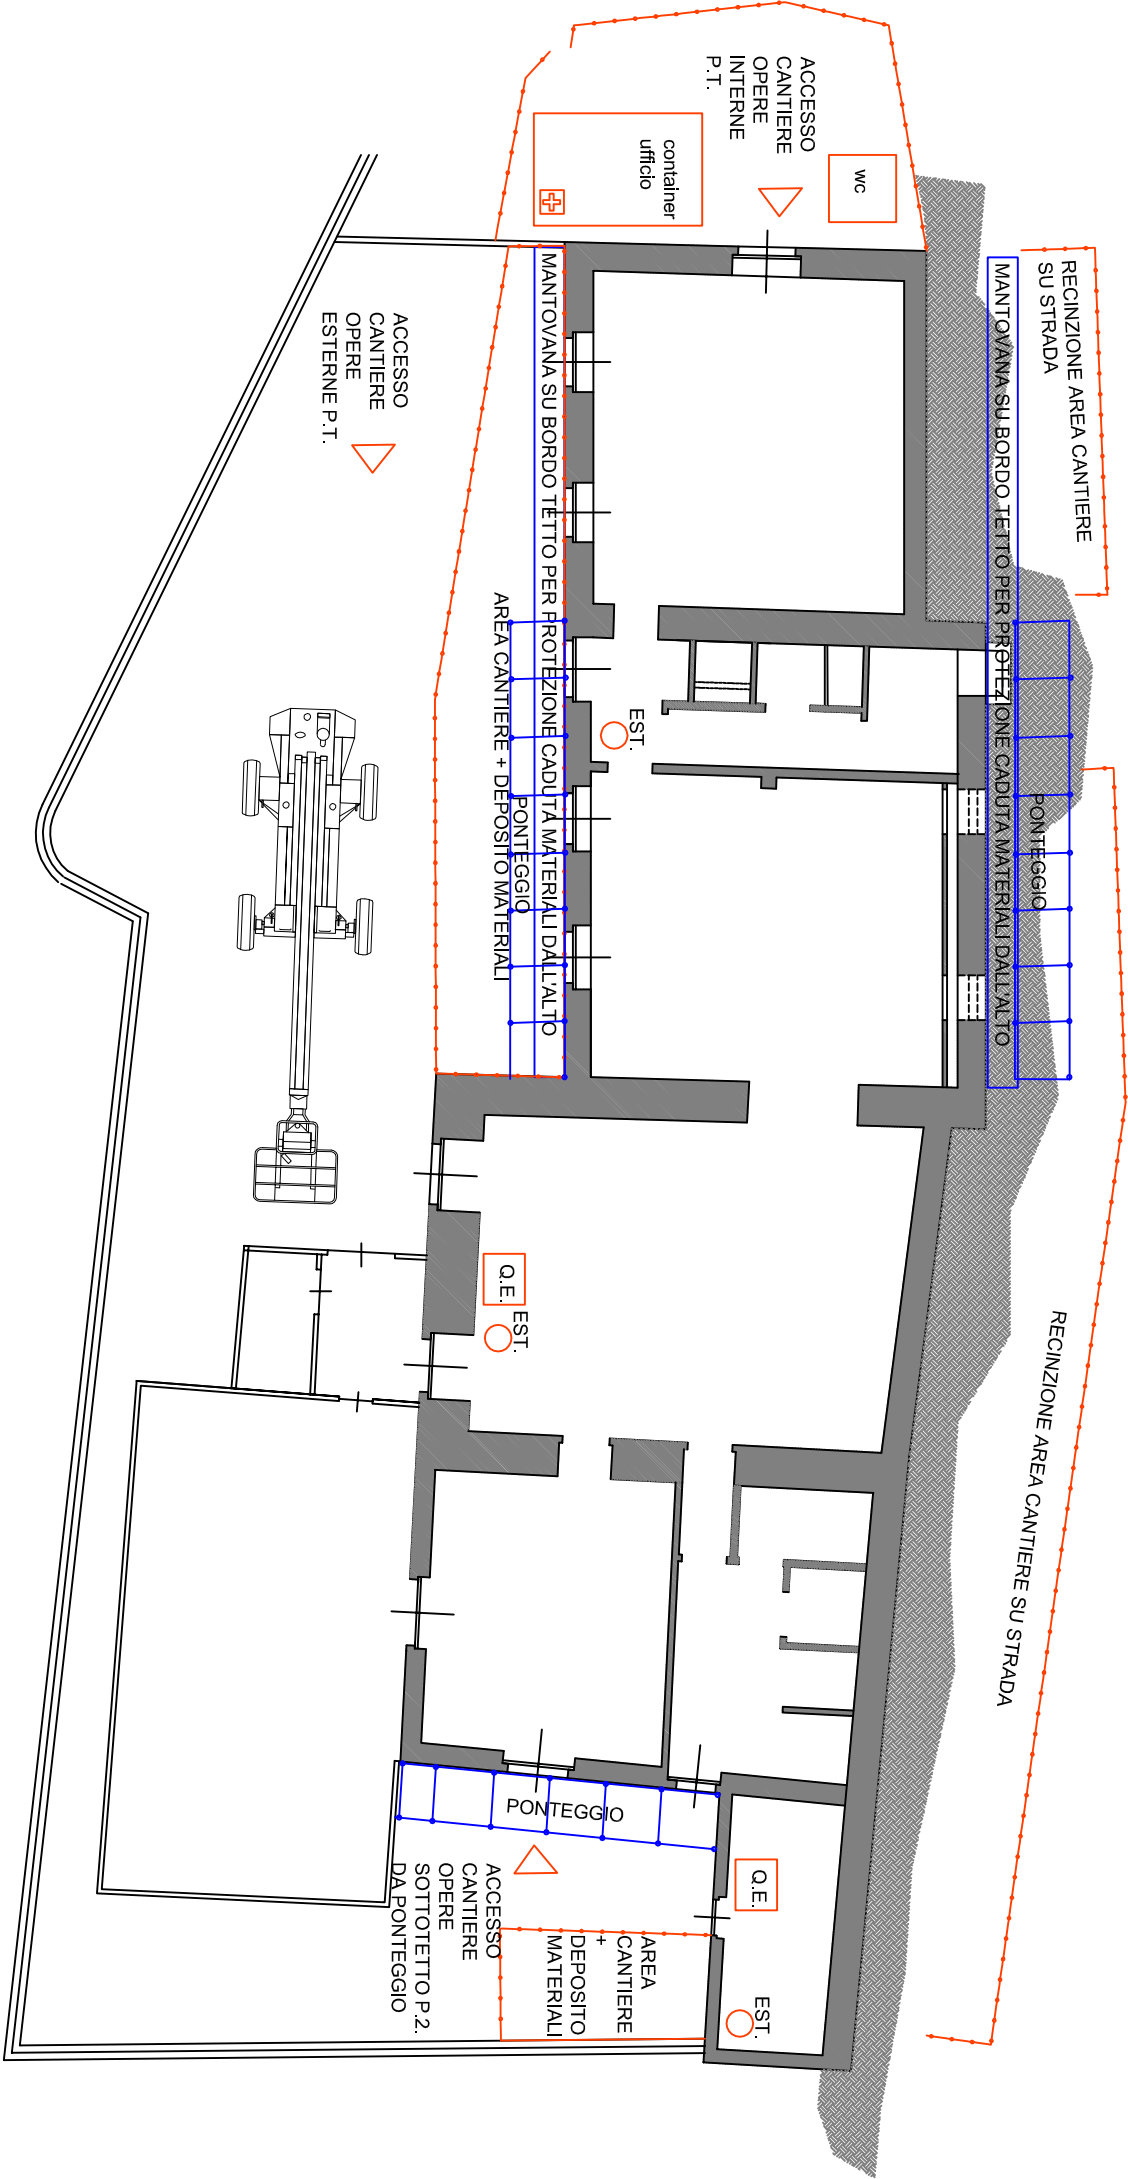 RECINZIONE AREA CANTIERE
SU STRADA
MANTOVANA SU BORDO TETTO PER PROTEZIONE CADUTA MATERIALI DALL'ALTO
PONTEGGIO
RECINZIONE AREA CANTIERE SU STRADA
wc
ACCESSO
CANTIERE
OPERE
INTERNE
P.T.
container
ufficio
MANTOVANA SU BORDO TETTO PER PROTEZIONE CADUTA MATERIALI DALL'ALTO
PONTEGGIO
AREA CANTIERE + DEPOSITO MATERIALI
EST.
ACCESSO
CANTIERE
OPERE
ESTERNE P.T.
Q.E.
EST.
PONTEGGIO
Q.E.
EST.
AREA
CANTIERE
+
DEPOSITO
MATERIALI
ACCESSO
CANTIERE
OPERE
SOTTOTETTO P.2.
DA PONTEGGIO